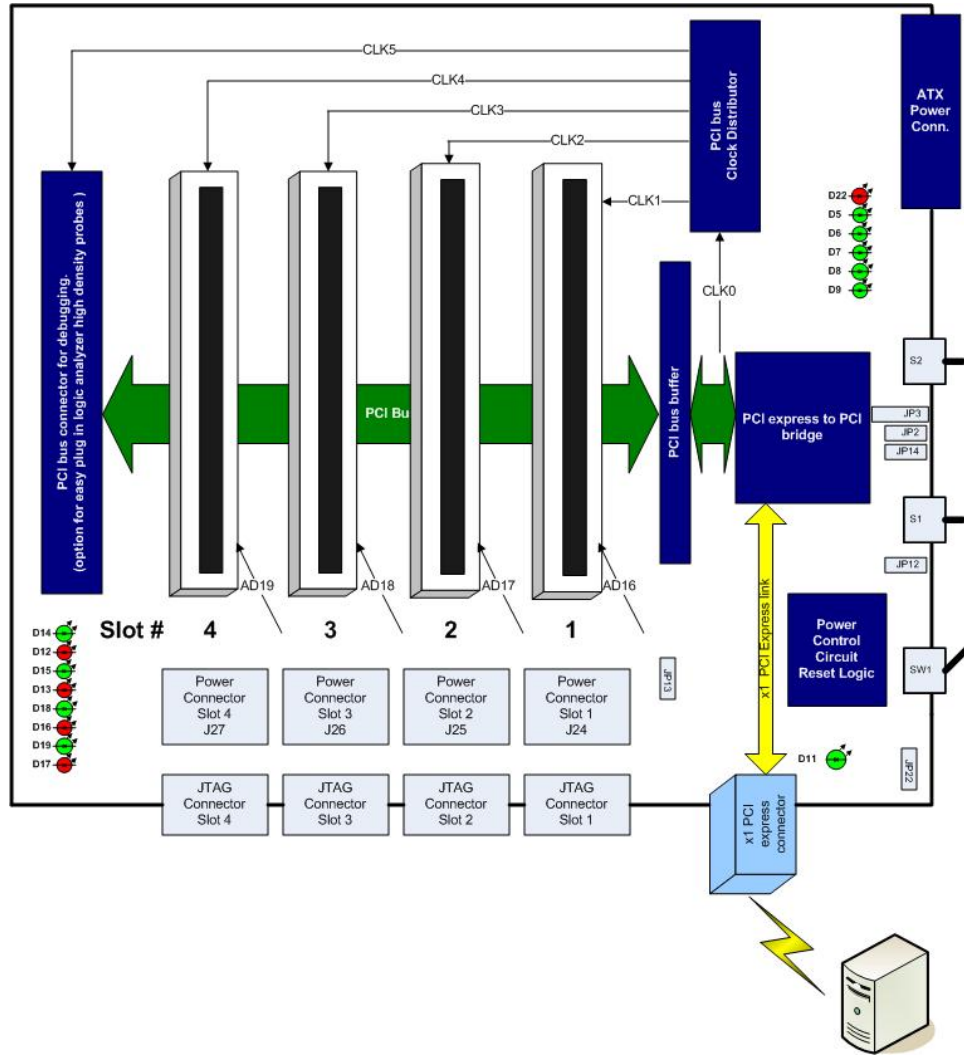 CLK5
CLK4
CLK3
CLK2
CLK1
CLK0
PCI bus
Clock Distributor
ATX
Power
Conn.
D22
D5
D6
D7
D8
D9
PCI bus connector for debugging.
(option for easy plug in logic analyzer high density probes )
PCI Bu
PCI bus buffer
PCI express to PCI
bridge
S2
JP3
JP2
JP14
S1
JP12
AD19
AD18
AD17
AD16
Slot #
4
3
2
1
D14
D12
D15
D13
D18
D16
D19
D17
Power
Connector
Slot 4
J27
Power
Connector
Slot 3
J26
Power
Connector
Slot 2
J25
Power
Connector
Slot 1
J24
JP13
x1 PCI Express link
Power
Control
Circuit
Reset Logic
SW1
D11
JP22
JTAG
Connector
Slot 4
JTAG
Connector
Slot 3
JTAG
Connector
Slot 2
JTAG
Connector
Slot 1
x1 PCI
express
connector